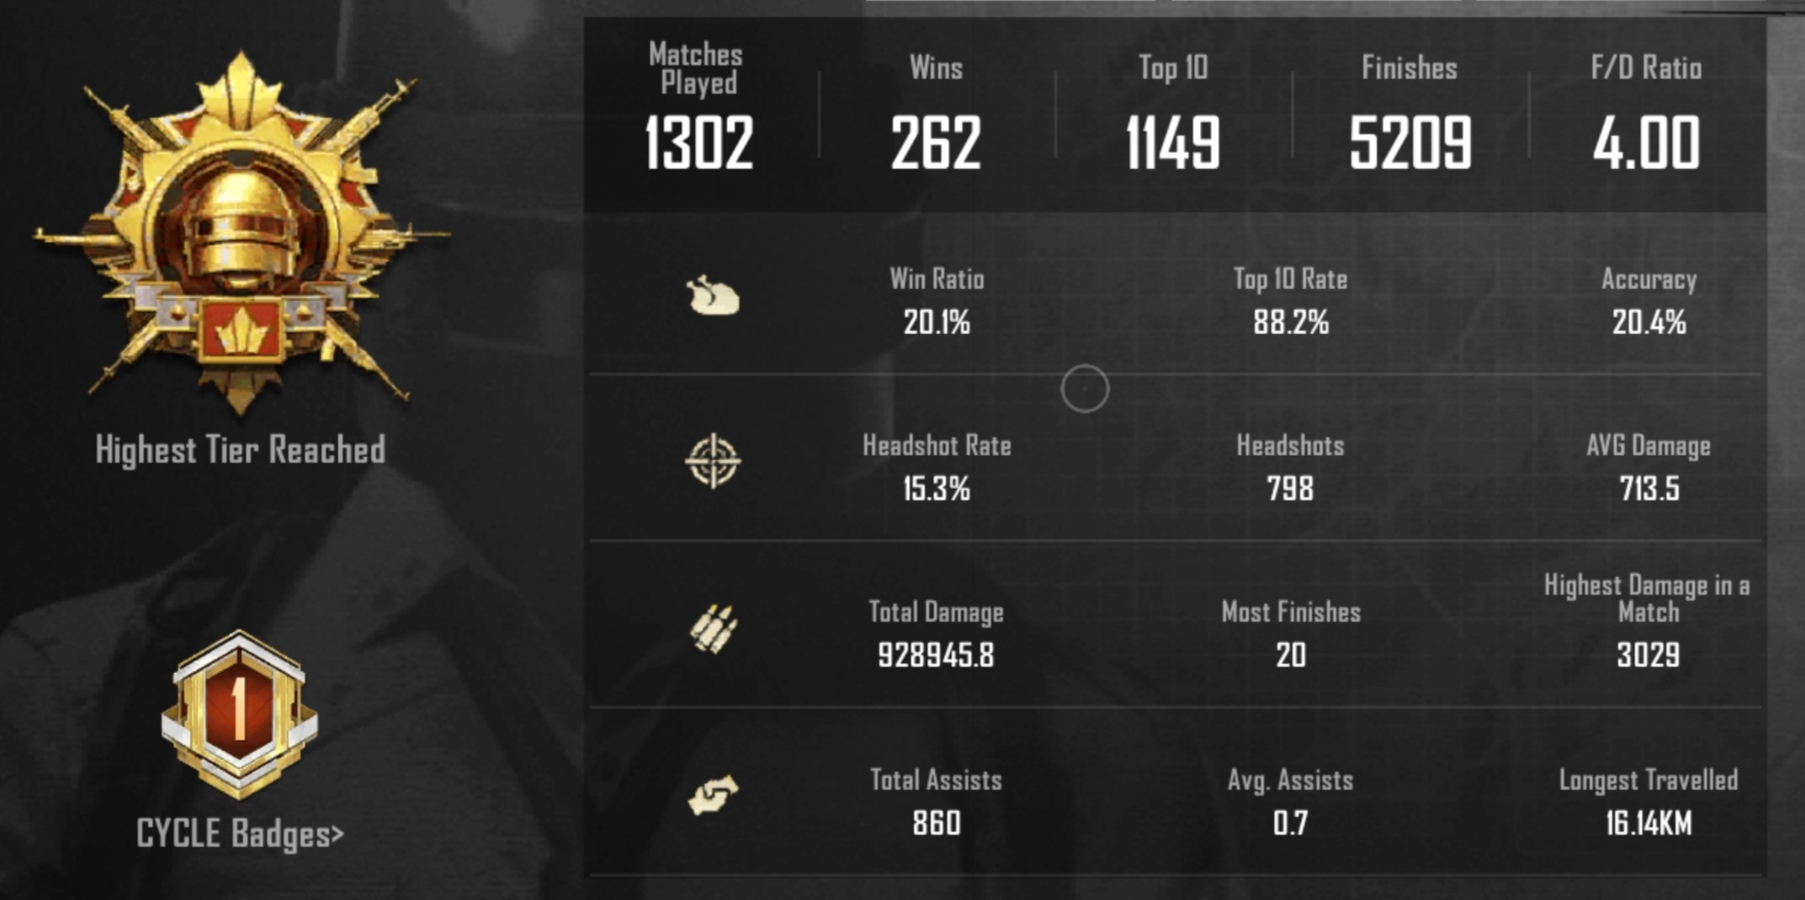 Matches
Played
1302
Wins
262
Top 10
1149
Finishes
5209
F/D Ratio
4.00
Highest Tier Reached
1
CYCLE Badges>
Win Ratio
20.1%
Top 10 Rate
88.2%
Accuracy
20.4%
Headshot Rate
15.3%
Headshots
798
AVG Damage
713.5
Total Damage
928945.8
Most Finishes
20
Highest Damage in a
Match
3029
Total Assists
860
Avg. Assists
0.7
Longest Travelled
16.14KM